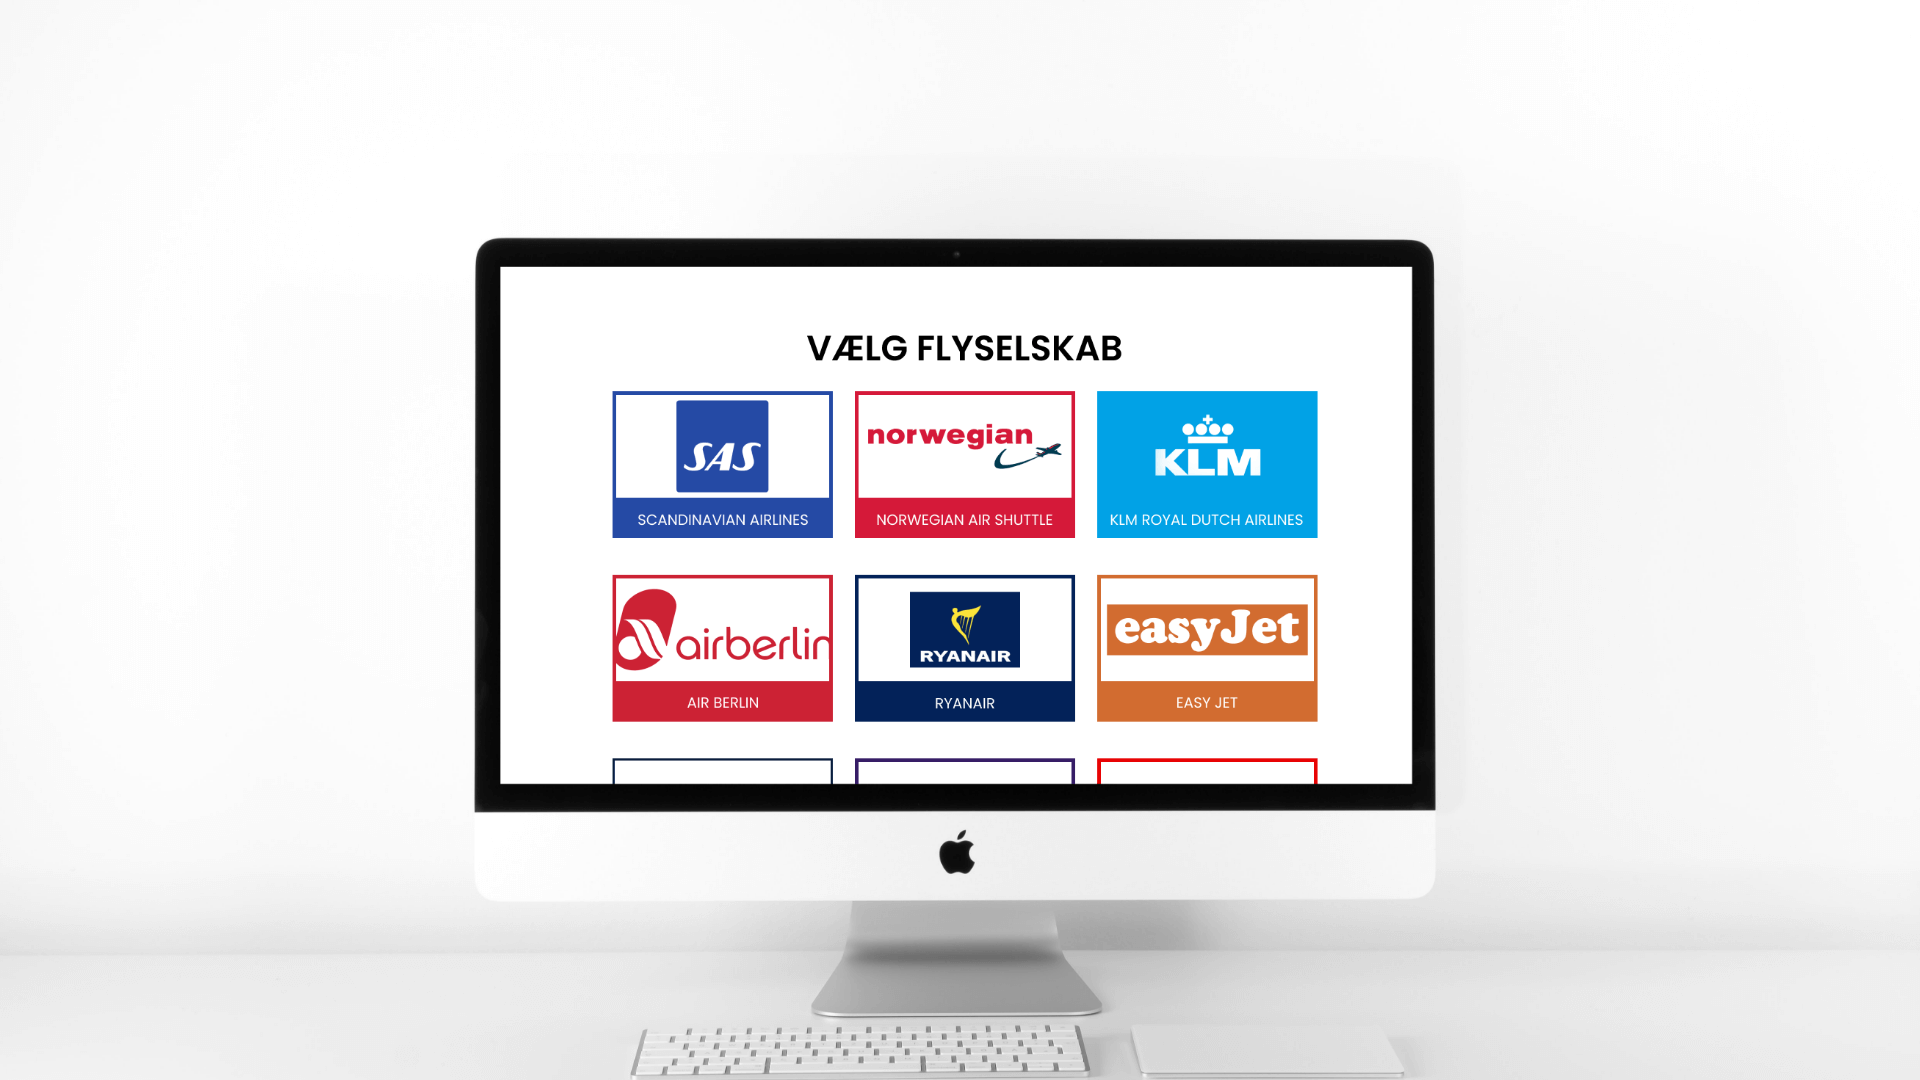 VÆLG FLYSELSKAB
SAS
norwegian
KLM
SCANDINAVIAN AIRLINES
NORWEGIAN AIR SHUTTLE
KLM ROYAL DUTCH AIRLINES
airberlin
RYANAIR
easyJet
AIR BERLIN
RYANAIR
EASY JET